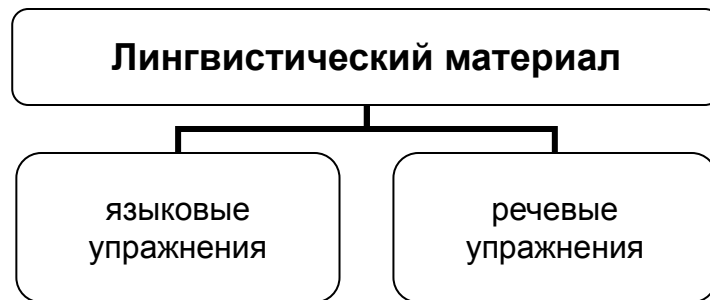 Лингвистический материал
языковые
упражнения
речевые
упражнения